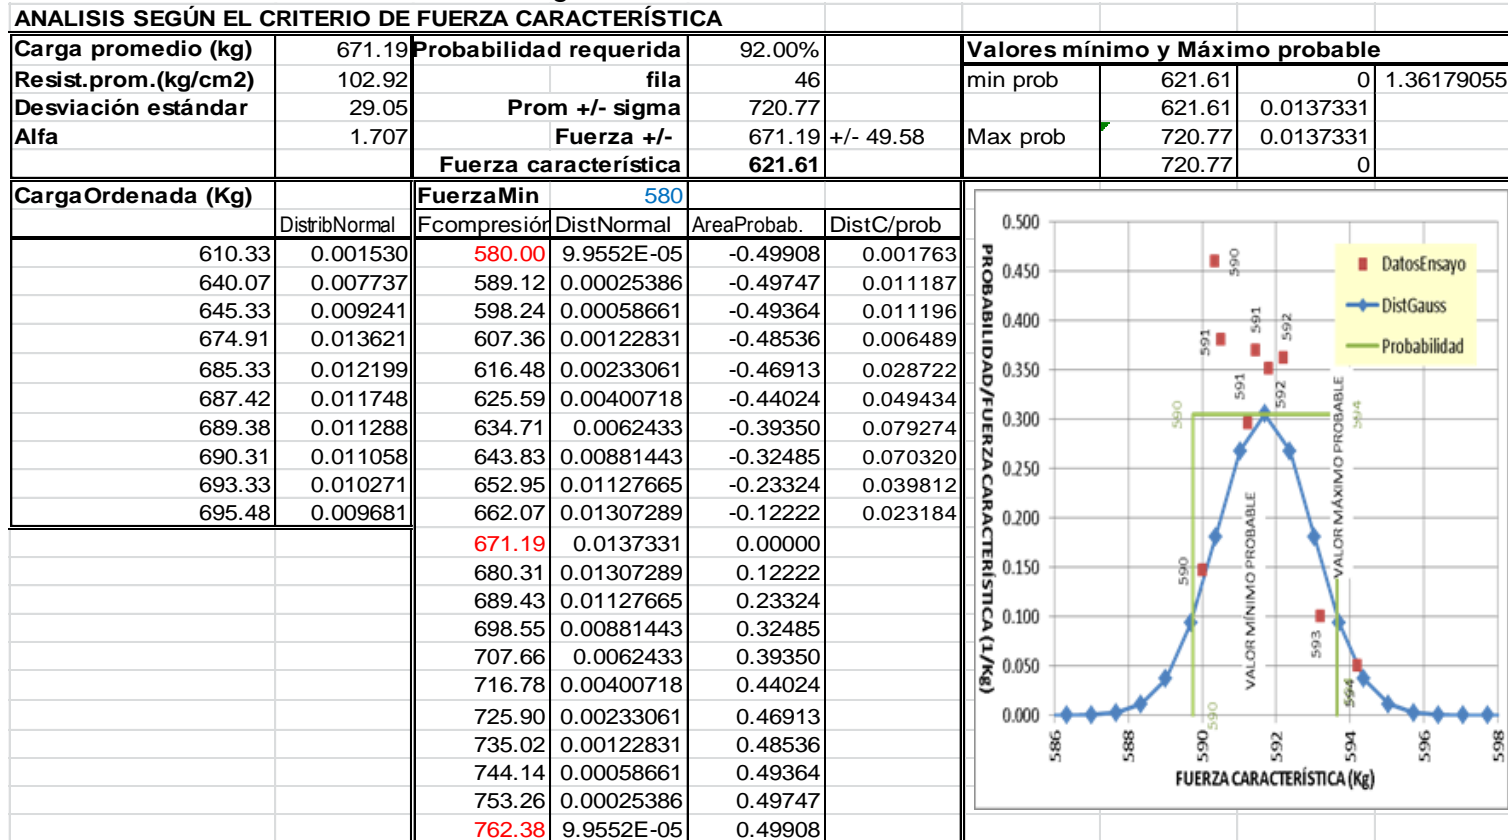 ANALISIS SEGÚN EL CRITERIO DE FUERZA CARACTERÍSTICA
Carga promedio (kg) 671.19 Probabilidad requerida 92.00% Valores mínimo y Máximo probable
Resist.prom.(kg/cm2) 102.92 fila 46 min prob 621.61 0 1.36179055
Desviación estándar 29.05 Prom +/- sigma 720.77 621.61 0.0137331
Alfa 1.707 Fuerza +/- 671.19 +/- 49.58 Max prob 720.77 0.0137331
Fuerza característica 621.61 720.77 0
CargaOrdenada (Kg) FuerzaMin 580
DistribNormal Fcompresión DistNormal AreaProbab. DistC/prob
610.33 0.001530 580.00 9.9552E-05 -0.49908 0.001763
640.07 0.007737 589.12 0.00025386 -0.49747 0.011187
645.33 0.009241 598.24 0.00058661 -0.49364 0.011196
674.91 0.013621 607.36 0.00122831 -0.48536 0.006489
685.33 0.012199 616.48 0.00233061 -0.46913 0.028722
687.42 0.011748 625.59 0.00400718 -0.44024 0.049434
689.38 0.011288 634.71 0.0062433 -0.39350 0.079274
690.31 0.011058 643.83 0.00881443 -0.32485 0.070320
693.33 0.010271 652.95 0.01127665 -0.23324 0.039812
695.48 0.009681 662.07 0.01307289 -0.12222 0.023184
671.19 0.0137331 0.00000
680.31 0.01307289 0.12222
689.43 0.01127665 0.23324
698.55 0.00881443 0.32485
707.66 0.0062433 0.39350
716.78 0.00400718 0.44024
725.90 0.00233061 0.46913
735.02 0.00122831 0.48536
744.14 0.00058661 0.49364
753.26 0.00025386 0.49747
762.38 9.9552E-05 0.49908
PROBABILIDAD/FUERZA CARACTERÍSTICA (1/Kg)
0.500
0.450
0.400
0.350
0.300
0.250
0.200
0.150
0.100
0.050
0.000
DatosEnsayo
DistGauss
Probabilidad
590
591
591
592
591
592
590
594
590
593
594
590
VALOR MÍNIMO PROBABLE
VALOR MÁXIMO PROBABLE
586 588 590 592 594 596 598
FUERZA CARACTERÍSTICA (Kg)